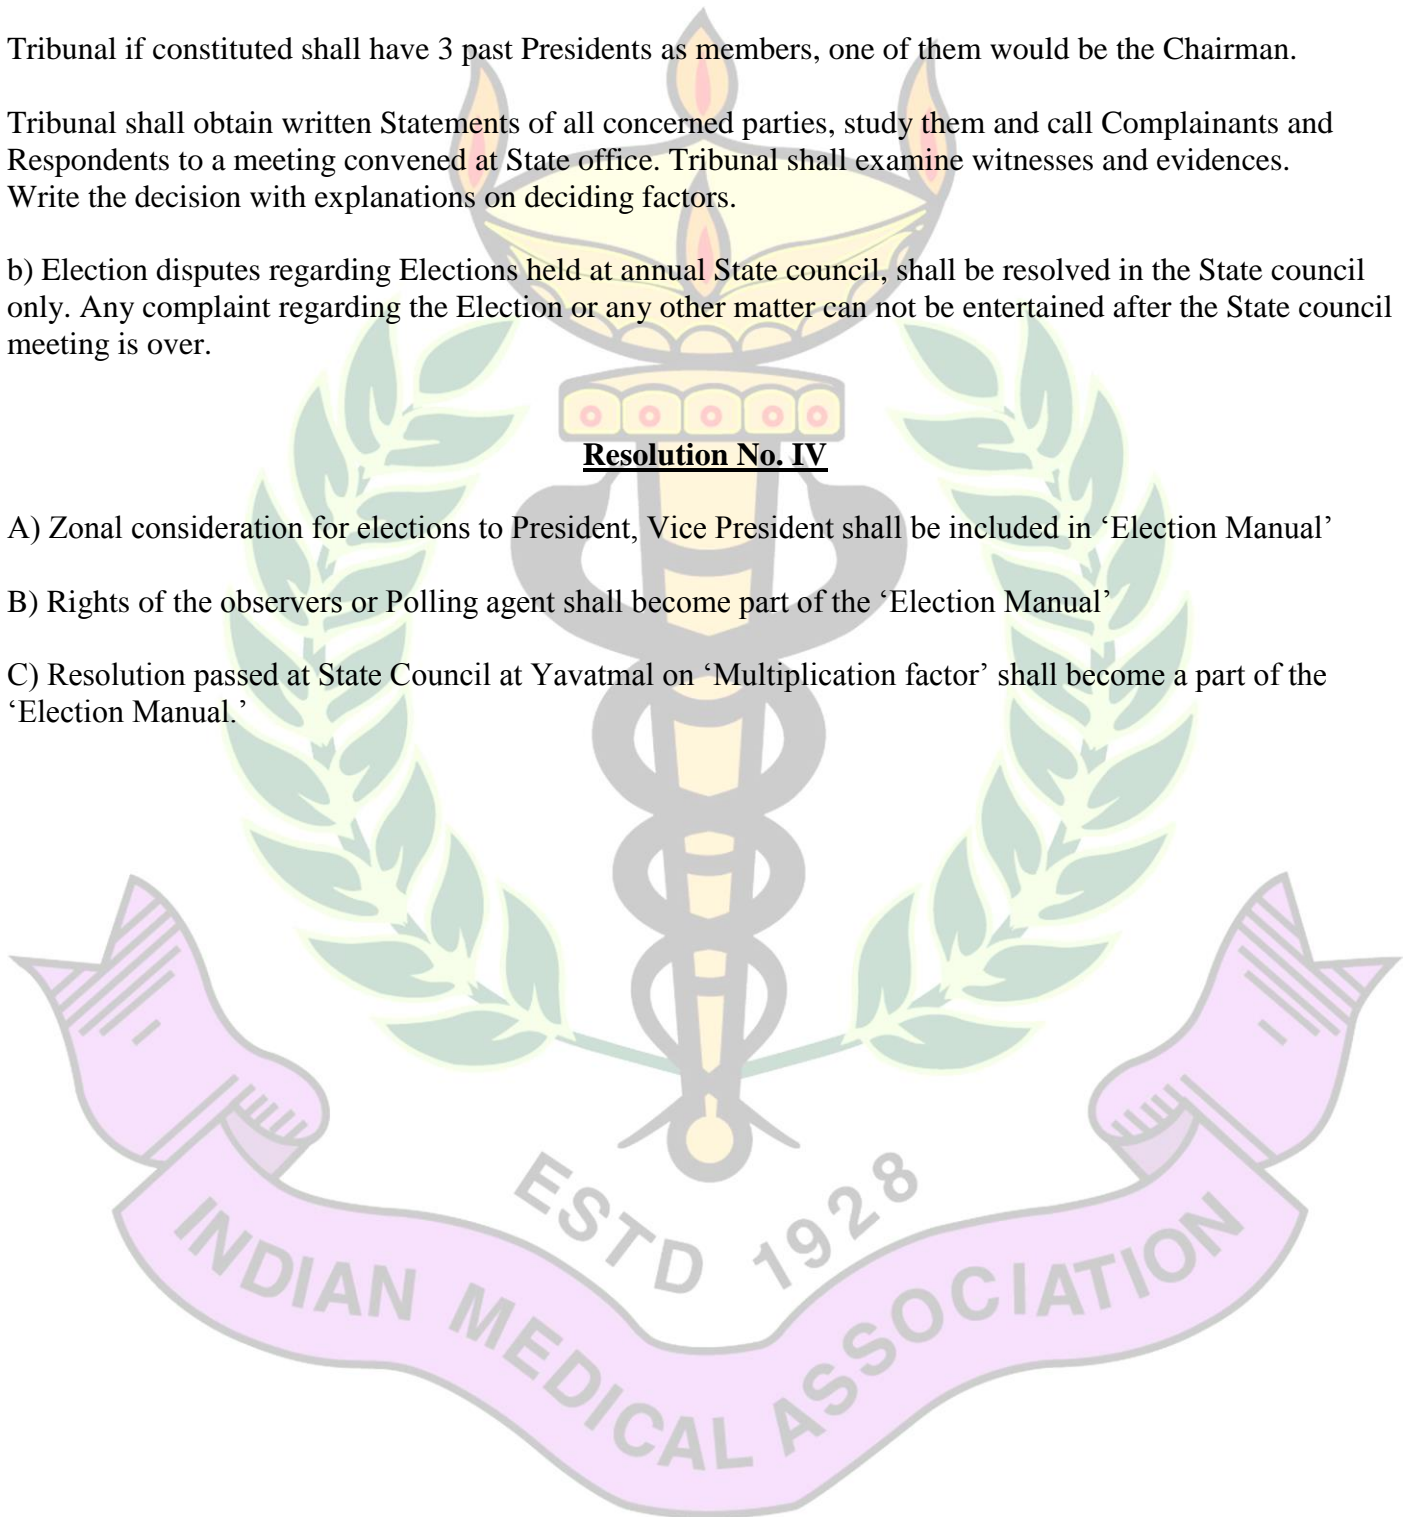 Tribunal if constituted shall have 3 past Presidents as members, one of them would be the Chairman.
Tribunal shall obtain written Statements of all concerned parties, study them and call Complainants and
Respondents to a meeting convened at State office. Tribunal shall examine witnesses and evidences.
Write the decision with explanations on deciding factors.
b) Election disputes regarding Elections held at annual State council, shall be resolved in the State council
only. Any complaint regarding the Election or any other matter can not be entertained after the State council
meeting is over.
Resolution No. IV
A) Zonal consideration for elections to President, Vice President shall be included in ‘Election Manual’
B) Rights of the observers or Polling agent shall become part of the ‘Election Manual’
C) Resolution passed at State Council at Yavatmal on ‘Multiplication factor’ shall become a part of the
‘Election Manual.’
ESTD 1928
INDIAN MEDICAL ASSOCIATION